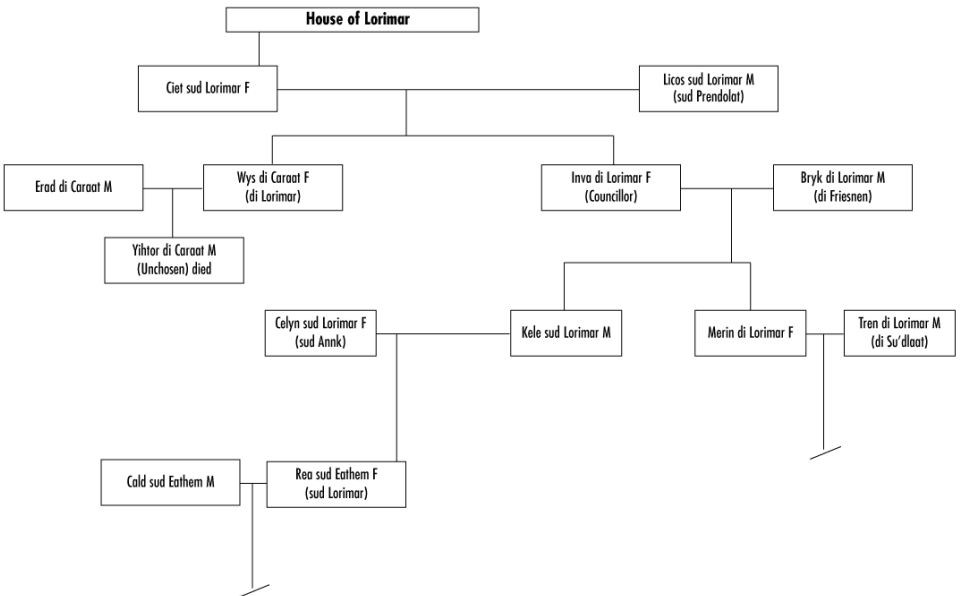 House of Lorimar
Ciet sud Lorimar F
Licos sud Lorimar M
(sud Prendolat)
Erad di Caraat M
Wys di Caraat F
(di Lorimar)
Inva di Lorimar F
(Councillor)
Bryk di Lorimar M
(di Friesnen)
Yihtor di Caraat M
(Unchosen) died
Celyn sud Lorimar F
(sud Annk)
Kele sud Lorimar M
Merin di Lorimar F
Tren di Lorimar M
(di Su'dlaat)
Cald sud Eathem M
Rea sud Eathem F
(sud Lorimar)